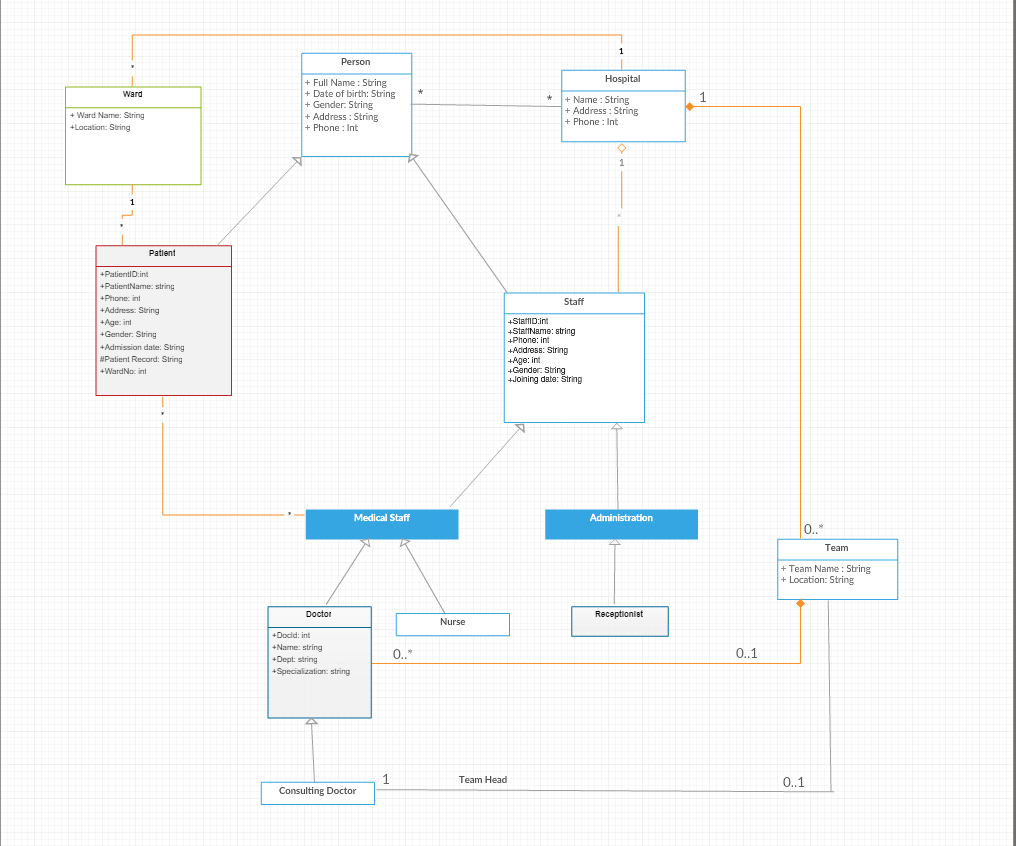 1
*
Ward
+ Ward Name: String
+Location: String
Person
+ Full Name : String
+ Date of birth: String
+ Gender: String
+ Address : String
+ Phone : Int
*
*
Hospital
+ Name : String
+ Address : String
+ Phone : Int
1
1
*
1
*
Patient
+PatientID:int
+PatientName: string
+Phone: int
+Address: String
+Age: int
+Gender: String
+Admission date: String
#Patient Record: String
+WardNo: int
*
*
Staff
+StaffID:int
+StaffName: string
+Phone: int
+Address: String
+Age: int
+Gender: String
+Joining date: String
Medical Staff
Administration
0..*
Team
+ Team Name : String
+ Location: String
Doctor
+DocId: int
+Name: string
+Dept: string
+Specialization: string
Nurse
Receptionist
0..*
0..1
Consulting Doctor
1
Team Head
0..1